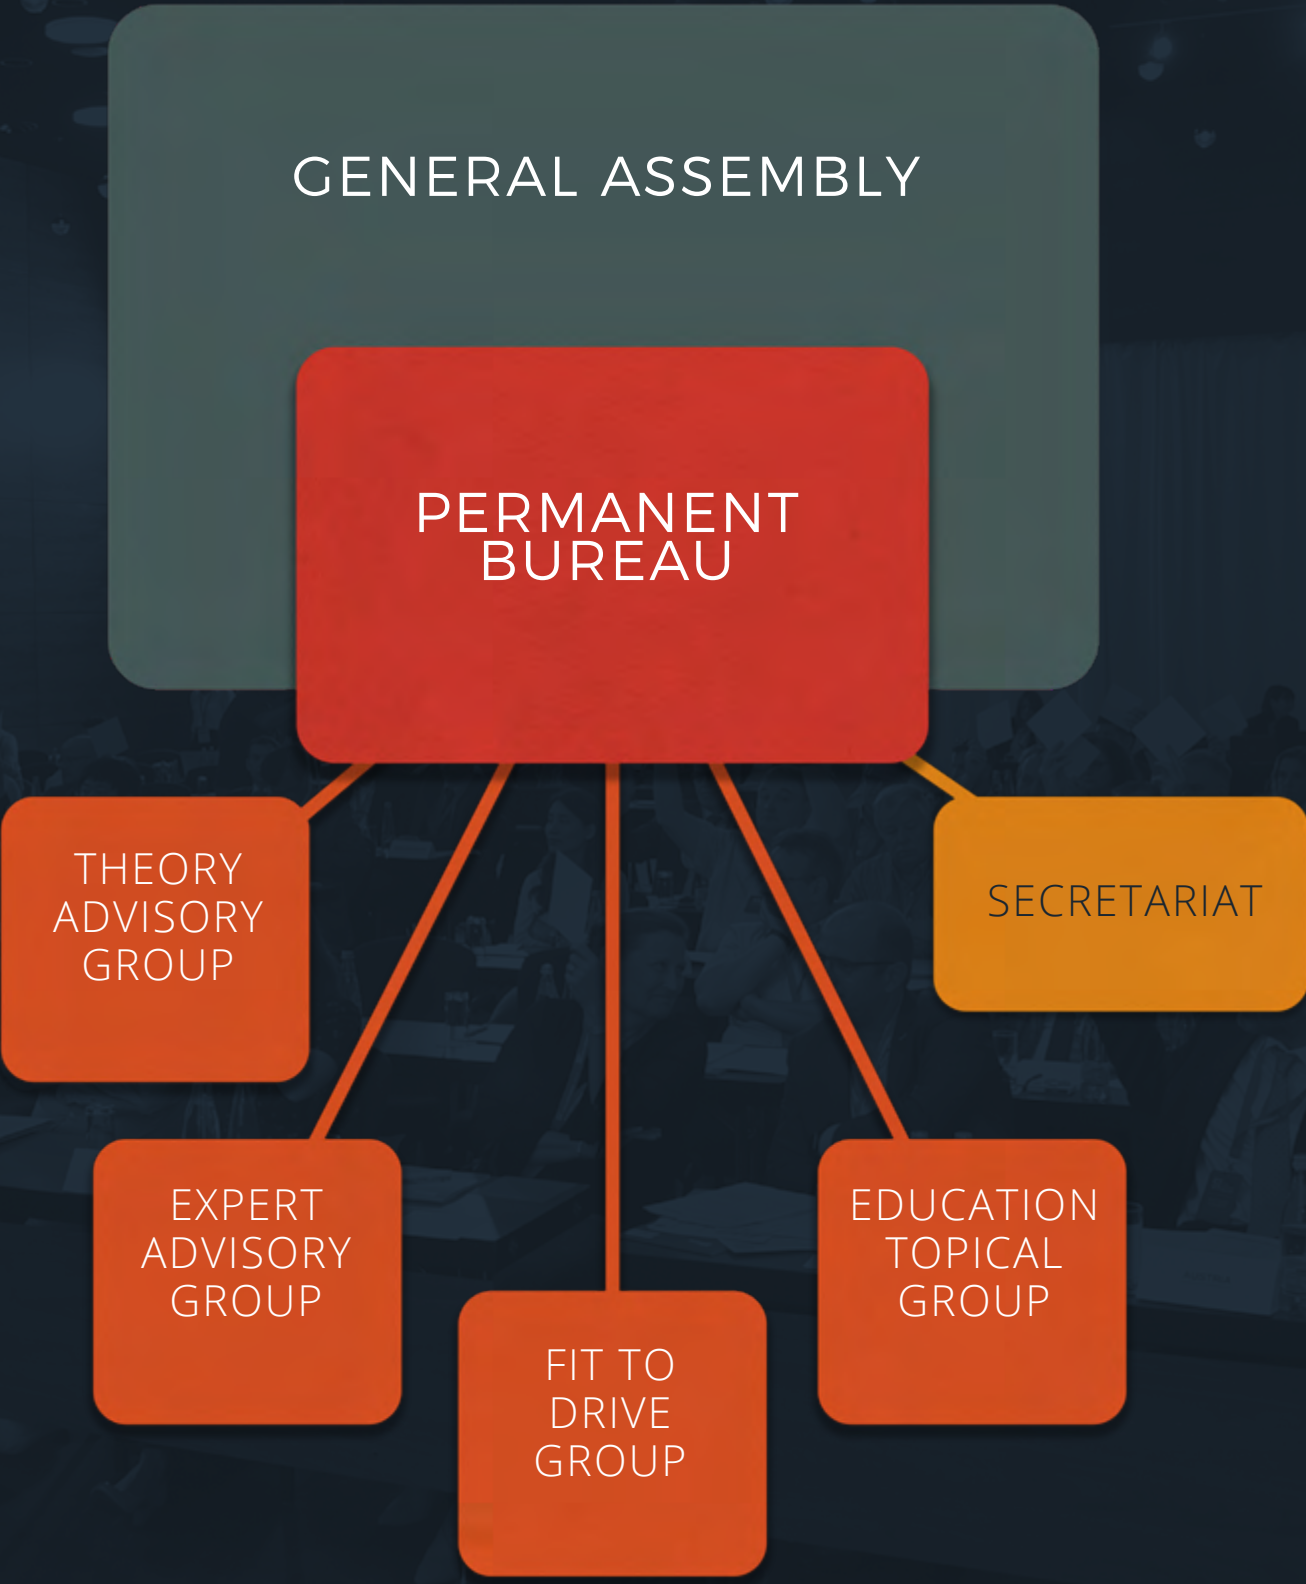 GENERAL ASSEMBLY
PERMANENT
BUREAU
THEORY
ADVISORY
GROUP
SECRETARIAT
EXPERT
ADVISORY
GROUP
EDUCATION
TOPICAL
GROUP
FIT TO
DRIVE
GROUP